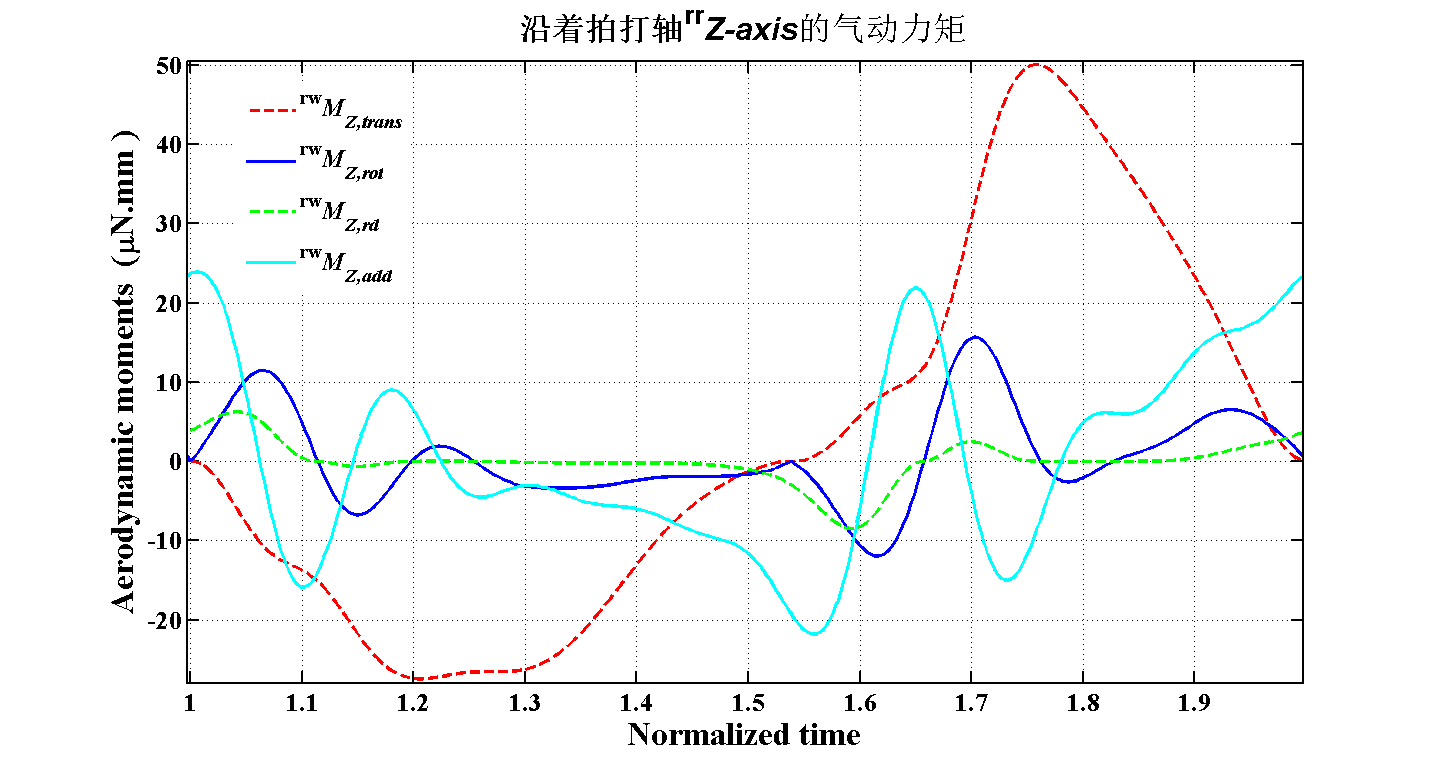 沿着拍打轴rrZ-axis的气动力矩
Aerodynamic moments (μN.mm)
50
40
30
20
10
0
-10
-20
rwMZ,trans
rwMZ,rot
rwMZ,rd
rwMZ,add
1 1.1 1.2 1.3 1.4 1.5 1.6 1.7 1.8 1.9
Normalized time